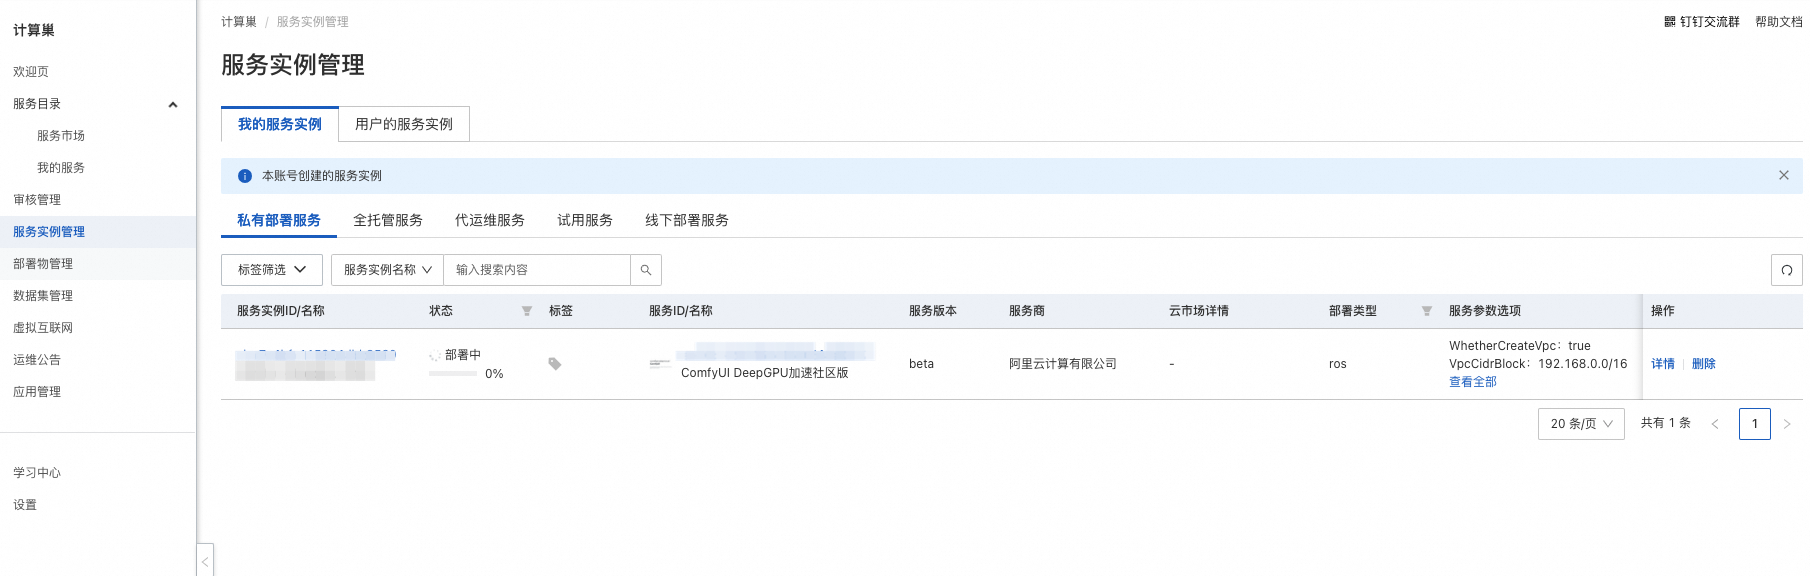 计算巢
欢迎页
服务目录
服务市场
我的服务
审核管理
服务实例管理
部署物管理
数据集管理
虚拟互联网
运维公告
应用管理
学习中心
设置
计算巢 / 服务实例管理
钉钉交流群 帮助文档
服务实例管理
我的服务实例 用户的服务实例
本账号创建的服务实例
私有部署服务 全托管服务 代运维服务 试用服务 线下部署服务
标签筛选 服务实例名称 输入搜索内容
服务实例ID/名称 状态 标签 服务ID/名称 服务版本 服务商 云市场详情 部署类型 服务参数选项 操作
部署中
0%
ComfyUI DeepGPU加速社区版
beta
阿里云计算有限公司
-
ros
WhetherCreateVpc：true
VpcCidrBlock：192.168.0.0/16
查看全部
详情 删除
20 条/页 共有 1 条 1